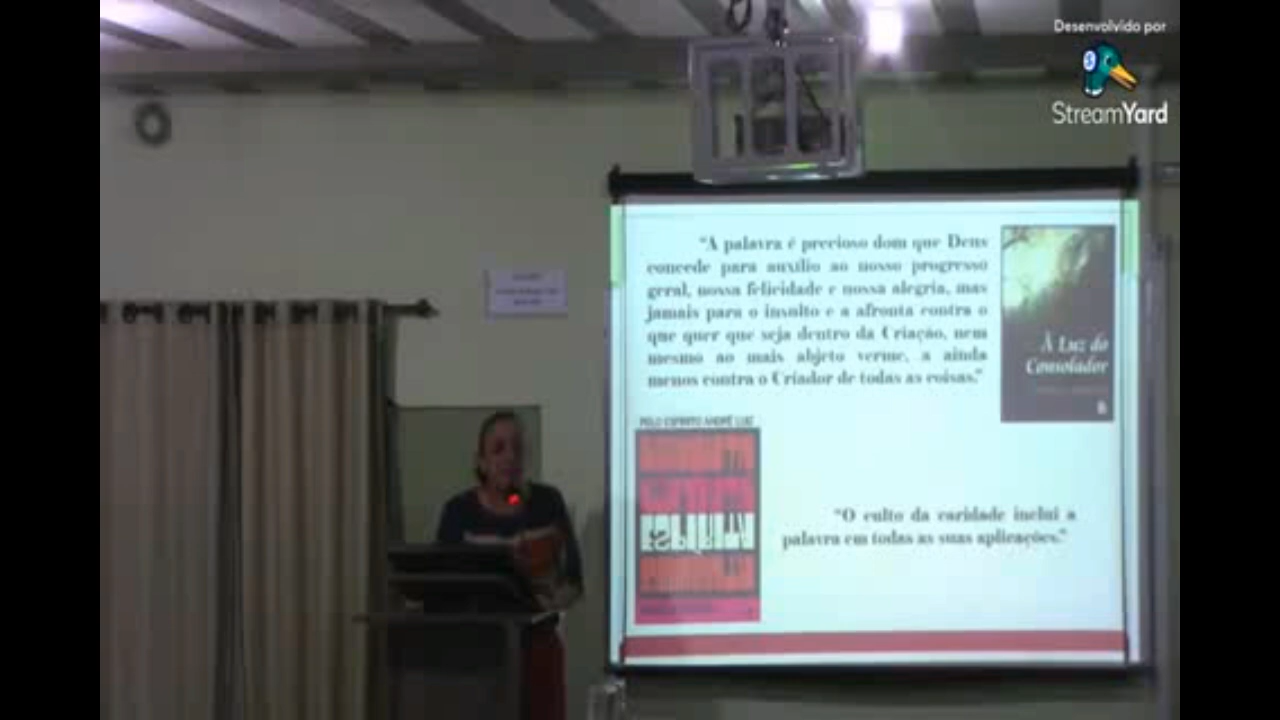 Desenvolvido por
StreamYard
“A palavra é precioso dom que Deus
concede para auxílio ao nosso progresso
geral, nossa felicidade e nossa alegria, mas
jamais para o insulto e a afronta contra o
que quer que seja dentro da Criação, nem
mesmo ao mais abjeto verme, a ainda
menos contra o Criador de todas as coisas.”
À Luz do
Consolador
PELO ESPÍRITO ANDRÉ LUIZ
“O culto da caridade inclui a
palavra em todas as suas aplicações.”